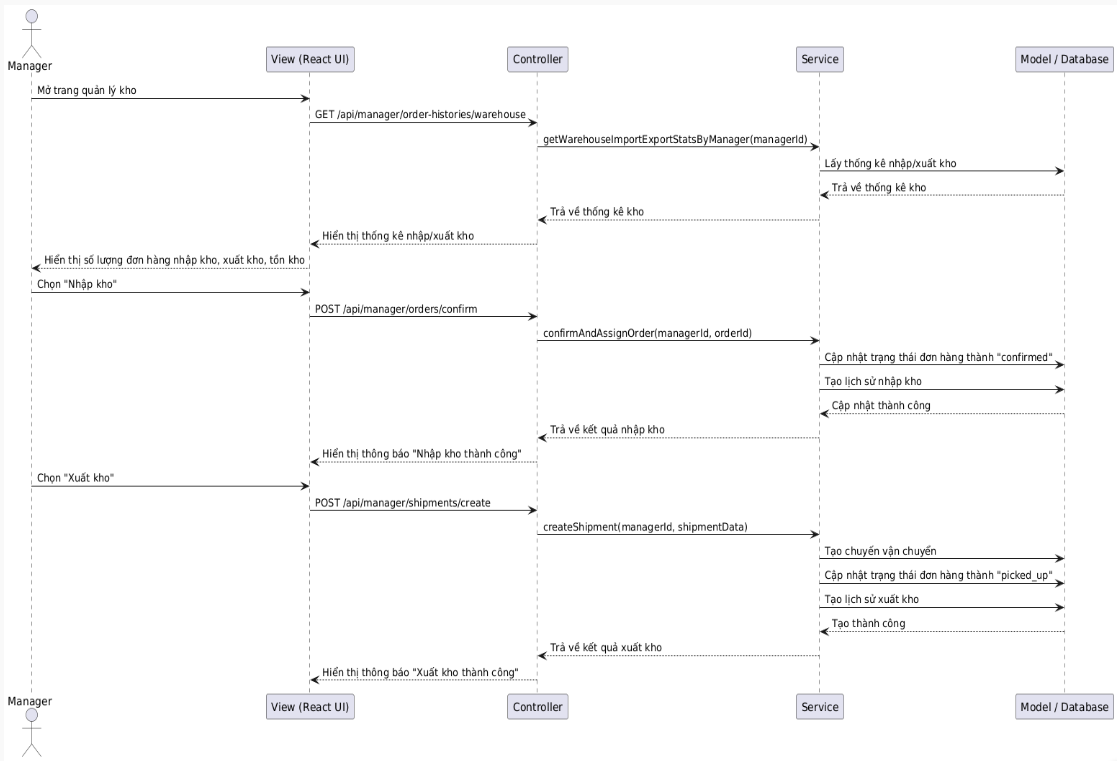 Manager
View (React UI)
Controller
Service
Model / Database
Mở trang quản lý kho
GET /api/manager/order-histories/warehouse
getWarehouseImportExportStatsByManager(managerId)
Lấy thống kê nhập/xuất kho
Trả về thống kê kho
Trả về thống kê kho
Hiển thị thống kê nhập/xuất kho
Hiển thị số lượng đơn hàng nhập kho, xuất kho, tồn kho
Chọn "Nhập kho"
POST /api/manager/orders/confirm
confirmAndAssignOrder(managerId, orderId)
Cập nhật trạng thái đơn hàng thành "confirmed"
Tạo lịch sử nhập kho
Cập nhật thành công
Trả về kết quả nhập kho
Hiển thị thông báo "Nhập kho thành công"
Chọn "Xuất kho"
POST /api/manager/shipments/create
createShipment(managerId, shipmentData)
Tạo chuyến vận chuyển
Cập nhật trạng thái đơn hàng thành "picked_up"
Tạo lịch sử xuất kho
Tạo thành công
Trả về kết quả xuất kho
Hiển thị thông báo "Xuất kho thành công"
Manager
View (React UI)
Controller
Service
Model / Database